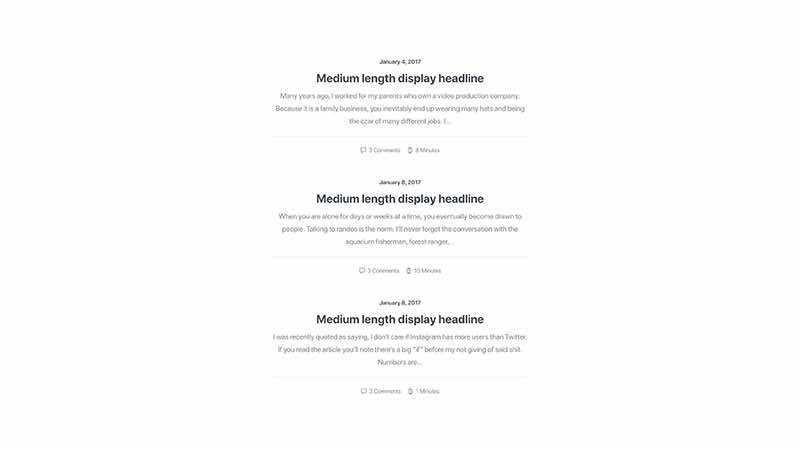 January 4, 2017
Medium length display headline
Many years ago, I worked for my parents who own a video production company.
Because it is a family business, you inevitably end up wearing many hats and being
the czar of many different jobs. I...
3 Comments 8 Minutes
January 8, 2017
Medium length display headline
When you are alone for days or weeks at a time, you eventually become drawn to
people. Talking to randos is the norm. I'll never forget the conversation with the
aquarium fisherman, forest ranger,...
3 Comments 10 Minutes
January 8, 2017
Medium length display headline
I was recently quoted as saying, I don't care if Instagram has more users than Twitter.
If you read the article you'll note there's a big "if" before my not giving of said shit.
Numbers are...
3 Comments 1 Minutes